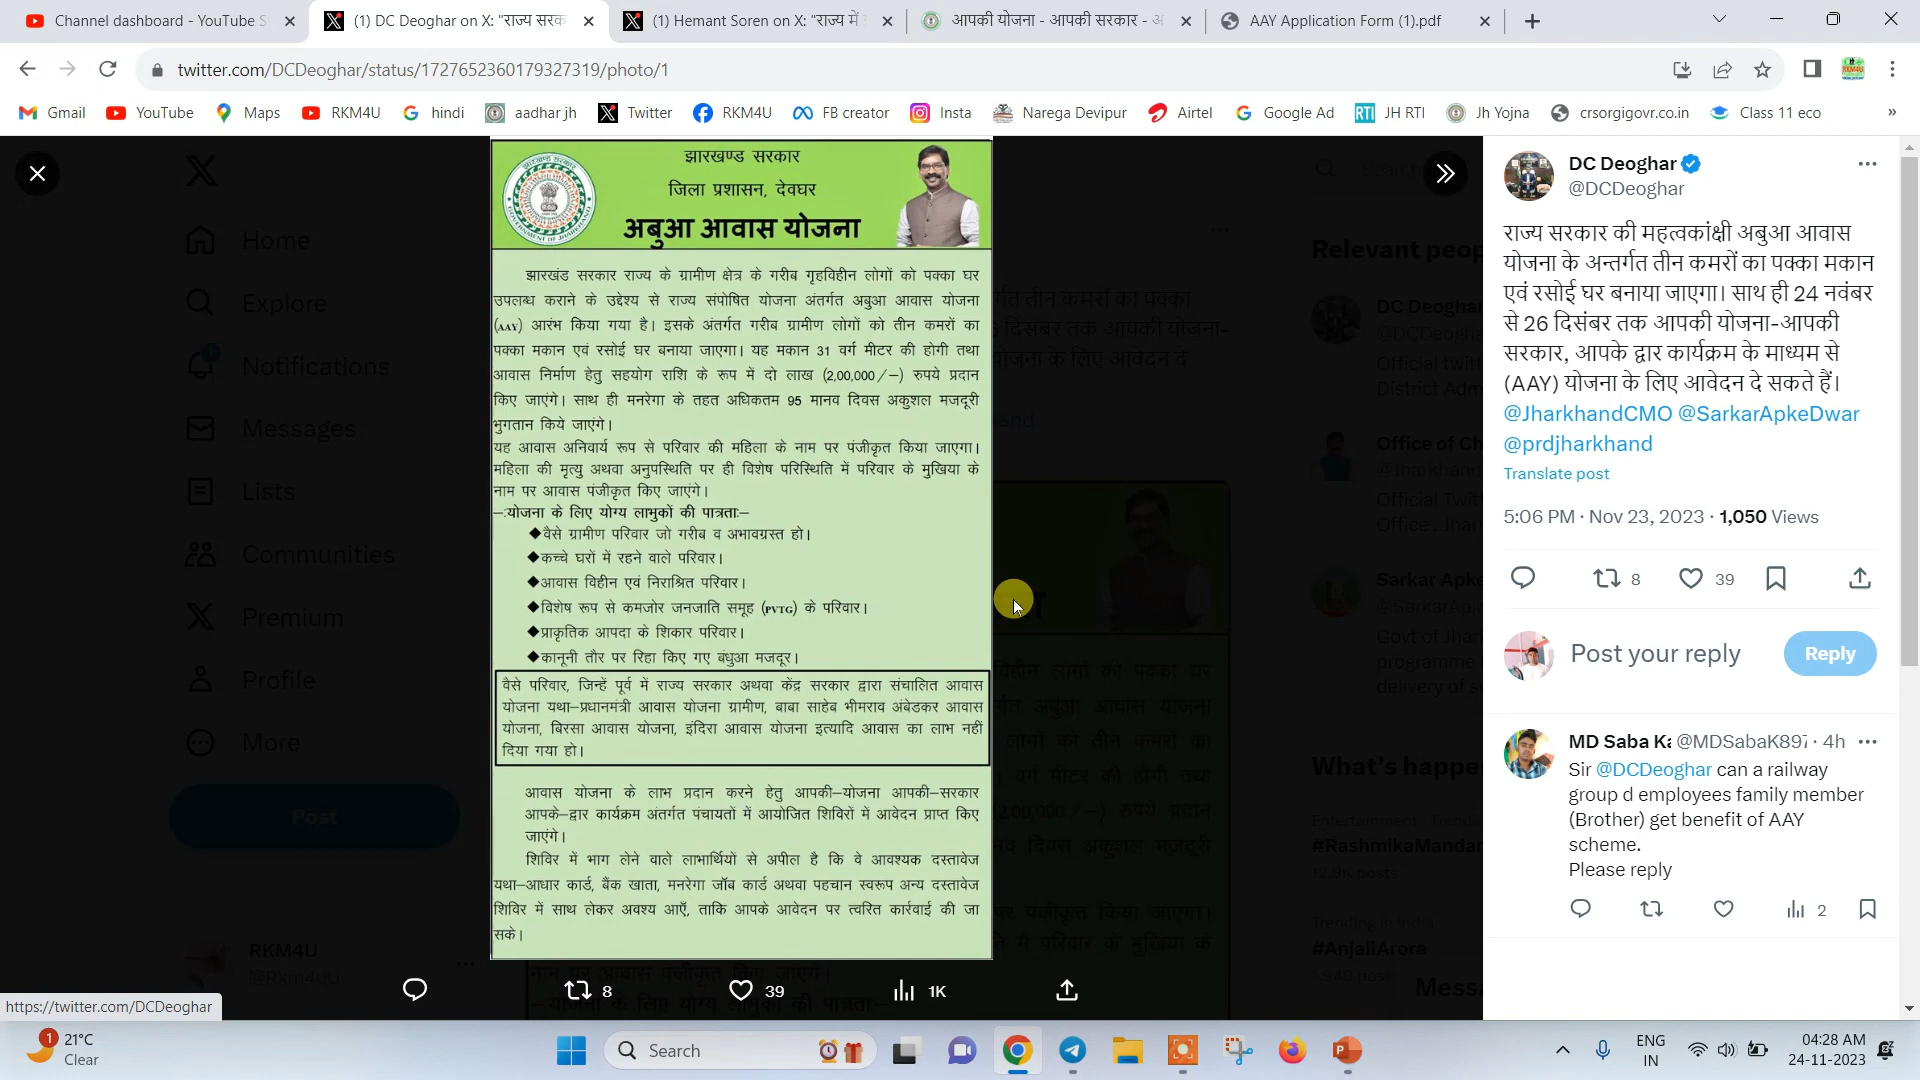 Channel dashboard - YouTube S
(1) DC Deoghar on X: "राज्य सरक
(1) Hemant Soren on X: "राज्य में
आपकी योजना - आपकी सरकार - अ
AAY Application Form (1).pdf
twitter.com/DCDeoghar/status/1727652360179327319/photo/1
Gmail
YouTube
Maps
RKM4U
hindi
aadhar jh
Twitter
RKM4U
FB creator
Insta
Narega Devipur
Airtel
Google Ad
JH RTI
Jh Yojna
crsorgigovr.co.in
Class 11 eco
झारखण्ड सरकार
जिला प्रशासन, देवघर
अबुआ आवास योजना
झारखंड सरकार राज्य के ग्रामीण क्षेत्र के गरीब गृहविहीन लोगों को पक्का घर
उपलब्ध कराने के उद्देश्य से राज्य संपोषित योजना अंतर्गत अबुआ आवास योजना
(AAY) आरंभ किया गया है। इसके अंतर्गत गरीब ग्रामीण लोगों को तीन कमरों का
पक्का मकान एवं रसोई घर बनाया जाएगा। यह मकान 31 वर्ग मीटर की होगी तथा
आवास निर्माण हेतु सहयोग राशि के रूप में दो लाख (2,00,000/-) रुपये प्रदान
किए जाएंगे। साथ ही मनरेगा के तहत अधिकतम 95 मानव दिवस अकुशल मजदूरी
भुगतान किये जाएंगे।
यह आवास अनिवार्य रूप से परिवार की महिला के नाम पर पंजीकृत किया जाएगा।
महिला की मृत्यु अथवा अनुपस्थिति पर ही विशेष परिस्थिति में परिवार के मुखिया के
नाम पर आवास पंजीकृत किए जाएंगे।
–:योजना के लिए योग्य लाभुकों की पात्रताः–
◆वैसे ग्रामीण परिवार जो गरीब व अभावग्रस्त हो।
◆कच्चे घरों में रहने वाले परिवार।
◆आवास विहीन एवं निराश्रित परिवार।
◆विशेष रूप से कमजोर जनजाति समूह (PVTG) के परिवार।
◆प्राकृतिक आपदा के शिकार परिवार।
◆कानूनी तौर पर रिहा किए गए बंधुआ मजदूर।
वैसे परिवार, जिन्हें पूर्व में राज्य सरकार अथवा केंद्र सरकार द्वारा संचालित आवास
योजना यथा–प्रधानमंत्री आवास योजना ग्रामीण, बाबा साहेब भीमराव अंबेडकर आवास
योजना, बिरसा आवास योजना, इंदिरा आवास योजना इत्यादि आवास का लाभ नहीं
दिया गया हो।
आवास योजना के लाभ प्रदान करने हेतु आपकी–योजना आपकी–सरकार
आपके–द्वार कार्यक्रम अंतर्गत पंचायतों में आयोजित शिविरों में आवेदन प्राप्त किए
जाएंगे।
शिविर में भाग लेने वाले लाभार्थियों से अपील है कि वे आवश्यक दस्तावेज
यथा–आधार कार्ड, बैंक खाता, मनरेगा जॉब कार्ड अथवा पहचान स्वरूप अन्य दस्तावेज
शिविर में साथ लेकर अवश्य आएँ, ताकि आपके आवेदन पर त्वरित कार्रवाई की जा
सके।
8
39
1K
Home
Explore
Notifications
Messages
Lists
Communities
Premium
Profile
More
Post
RKM4U
@Rkm4uu
DC Deoghar
@DCDeoghar
राज्य सरकार की महत्वकांक्षी अबुआ आवास
योजना के अन्तर्गत तीन कमरों का पक्का मकान
एवं रसोई घर बनाया जाएगा। साथ ही 24 नवंबर
से 26 दिसंबर तक आपकी योजना-आपकी
सरकार, आपके द्वार कार्यक्रम के माध्यम से
(AAY) योजना के लिए आवेदन दे सकते हैं।
@JharkhandCMO @SarkarApkeDwar
@prdjharkhand
Translate post
5:06 PM · Nov 23, 2023 · 1,050 Views
8
39
Post your reply
Reply
MD Saba Ka @MDSabaK897 · 4h
Sir @DCDeoghar can a railway
group d employees family member
(Brother) get benefit of AAY
scheme.
Please reply
2
https://twitter.com/DCDeoghar
1
21°C
Clear
Search
ENG
IN
04:28 AM
24-11-2023